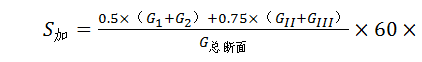 S加 = 0.5×（G1+G2）+0.75×（GII+GIII） / G总断面 × 60 ×